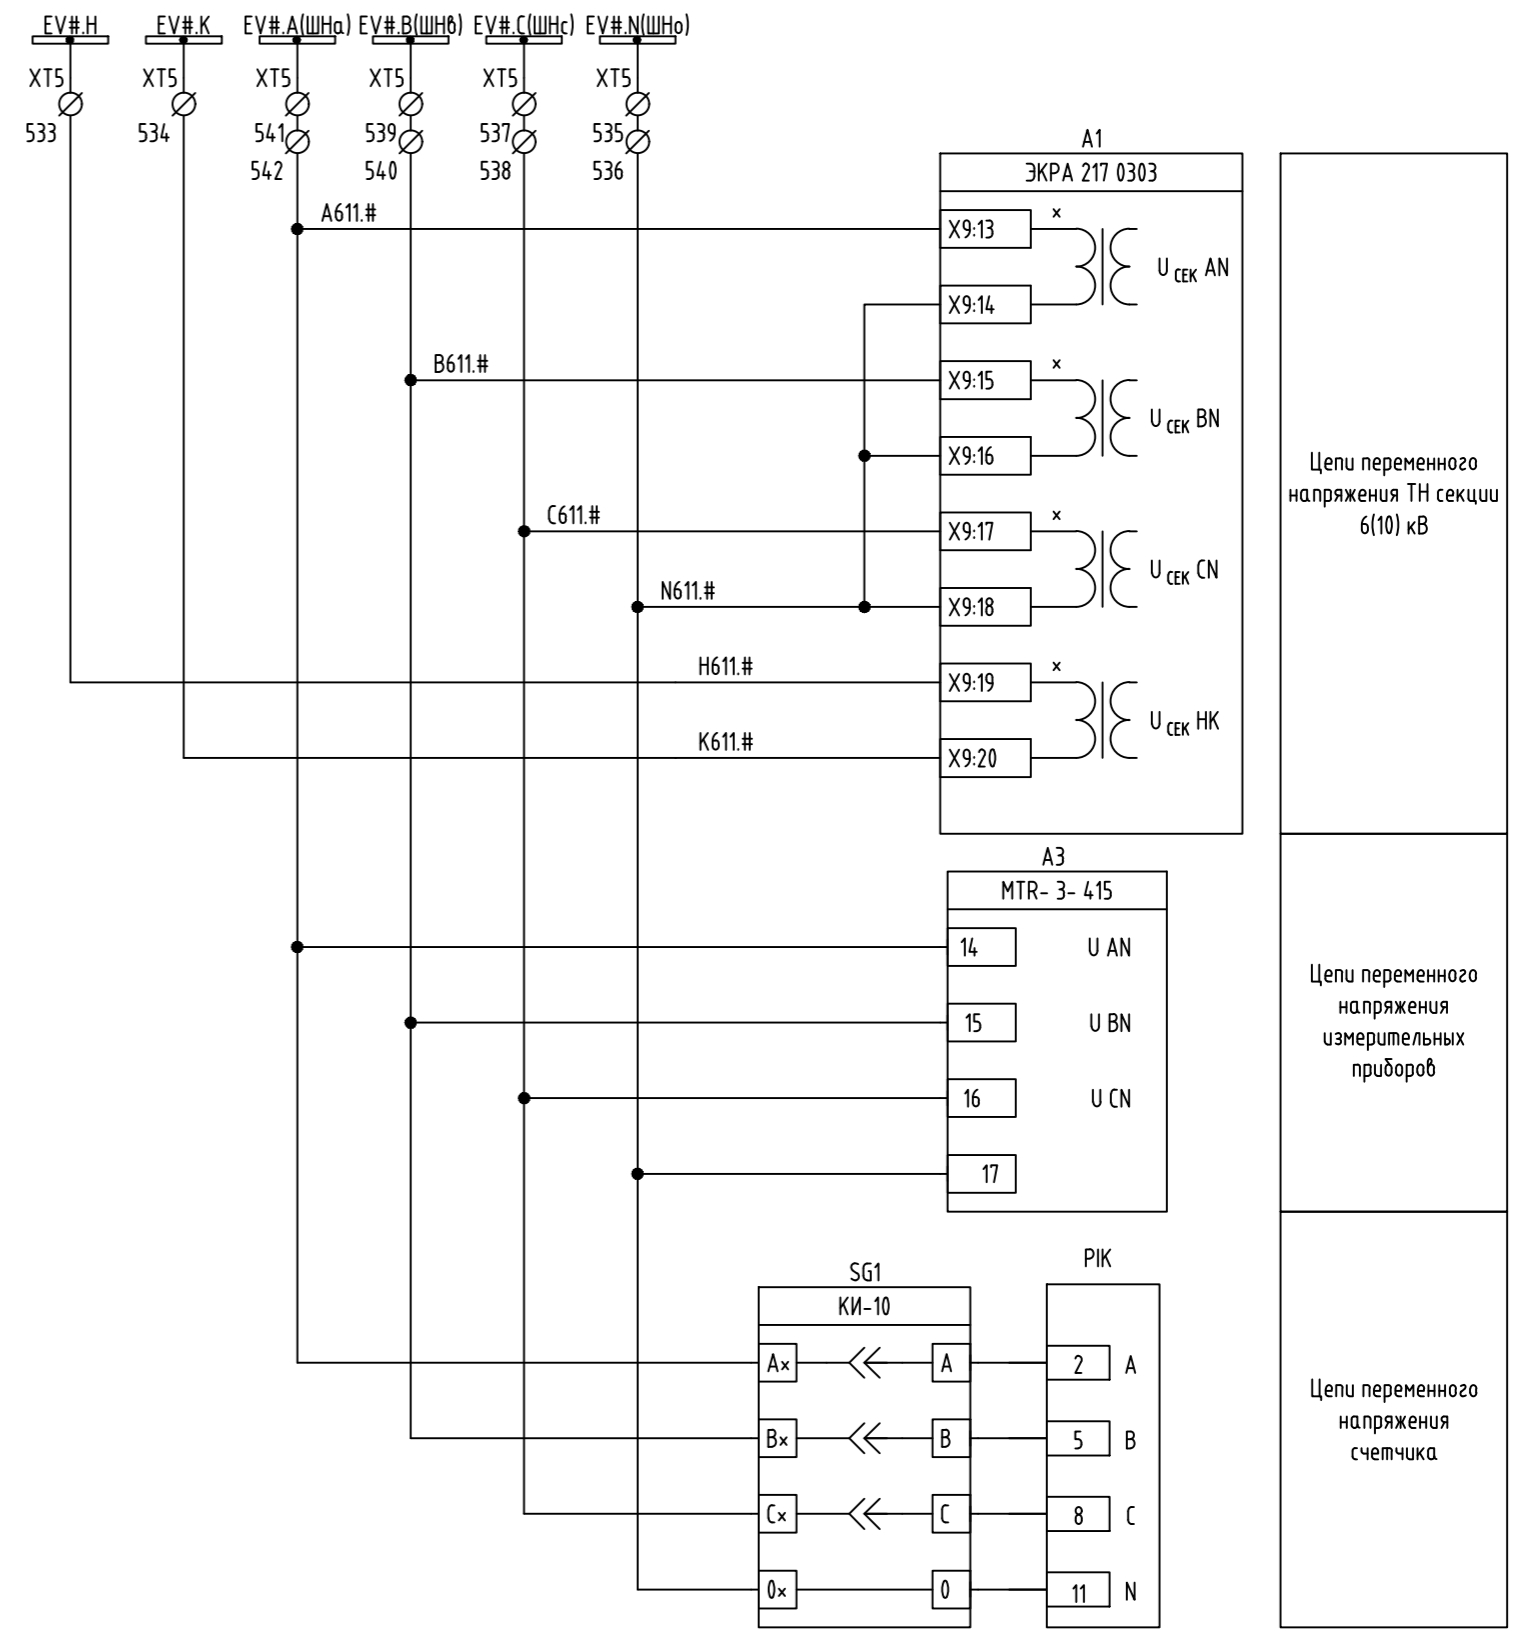 EV#.H EV#.K EV#.A(ШНа) EV#.B(ШНв) EV#.C(ШНс) EV#.N(ШНо)
XT5 XT5 XT5 XT5 XT5 XT5
533 534 541 539 537 535
542 540 538 536
A1
ЭКРА 217 0303
A611.#
X9:13 x
U СЕК AN
X9:14
B611.#
X9:15 x
U СЕК BN
X9:16
C611.#
X9:17 x
U СЕК CN
N611.#
X9:18
H611.#
X9:19 x
U СЕК HK
K611.#
X9:20
Цепи переменного
напряжения ТН секции
6(10) кВ
A3
MTR- 3- 415
14 U AN
15 U BN
16 U CN
17
Цепи переменного
напряжения
измерительных
приборов
SG1
КИ-10
PIK
Ax A 2 A
Bx B 5 B
Cx C 8 C
0x 0 11 N
Цепи переменного
напряжения
счетчика